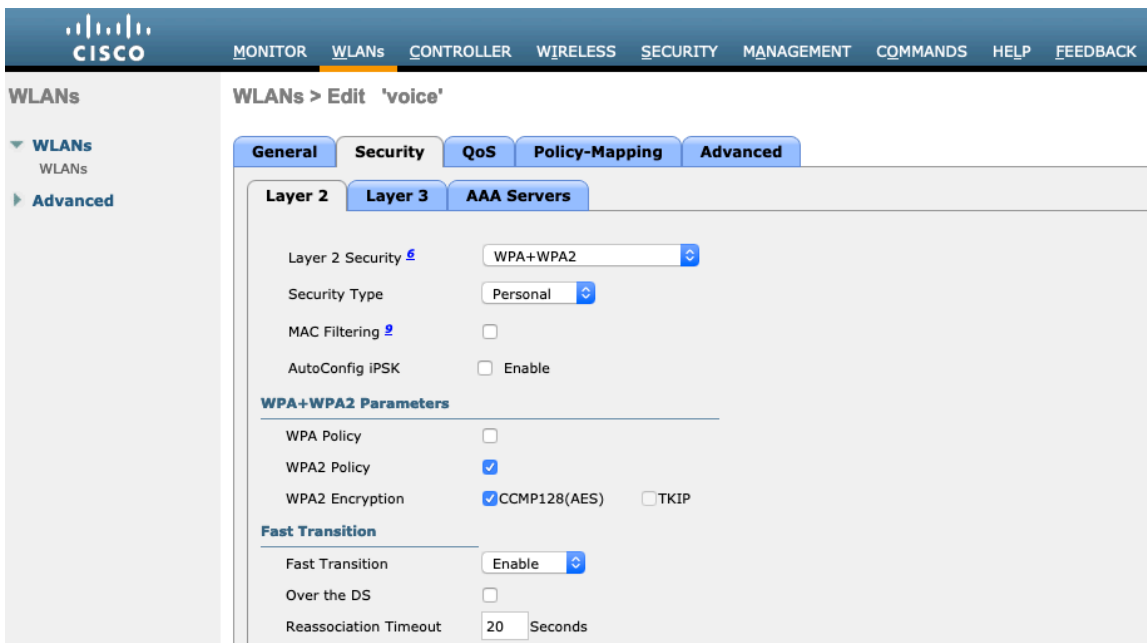 CISCO
MONITOR WLANs CONTROLLER WIRELESS SECURITY MANAGEMENT COMMANDS HELP FEEDBACK
WLANs
WLANs
WLANs
Advanced
WLANs > Edit 'voice'
General Security QoS Policy-Mapping Advanced
Layer 2 Layer 3 AAA Servers
Layer 2 Security 6 WPA+WPA2
Security Type Personal
MAC Filtering 9
AutoConfig iPSK Enable
WPA+WPA2 Parameters
WPA Policy
WPA2 Policy
WPA2 Encryption CCMP128(AES) TKIP
Fast Transition
Fast Transition Enable
Over the DS
Reassociation Timeout 20 Seconds